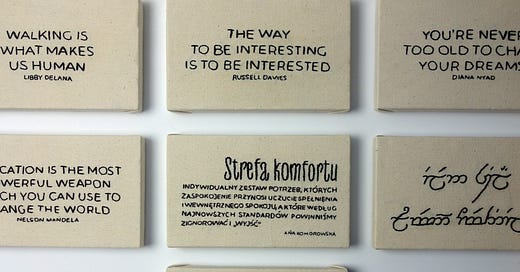 WALKING IS
WHAT MAKES
US HUMAN
LIBBY DELANA
THE WAY
TO BE INTERESTING
IS TO BE INTERESTED
RUSSELL DAVIES
YOU'RE NEVER
TOO OLD TO CHA
YOUR DREAMS
DIANA NYAD
CATION IS THE MOST
WERFUL WEAPON
CH YOU CAN USE TO
ANGE THE WORLD
NELSON MANDELA
Strefa komfortu
INDYWIDUALNY ZESTAW POTRZEB, KTÓRYCH
ZASPOKOJENIE PRZYNOSI UCZUCIE SPEŁNIENIA
I WEWNĘTRZNEGO SPOKOJU, A KTÓRE WEDŁUG
NAJNOWSZYCH STANDARDÓW POWINNIŚMY
ZIGNOROWAĆ I „WYJŚĆ"
ANIA KOMOROWSKA